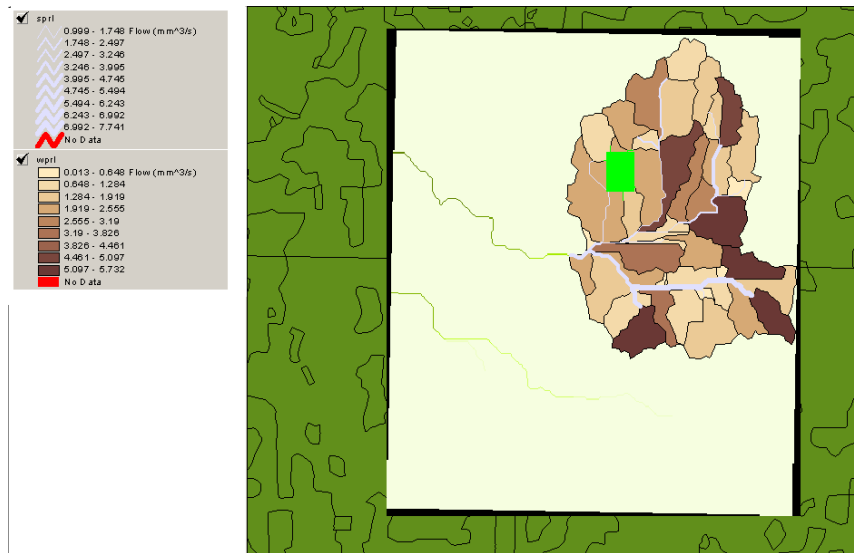 sprl
0.999 - 1.748 Flow (mm^3/s)
1.748 - 2.497
2.497 - 3.246
3.246 - 3.995
3.995 - 4.745
4.745 - 5.494
5.494 - 6.243
6.243 - 6.992
6.992 - 7.741
No Data
wprl
0.013 - 0.648 Flow (mm^3/s)
0.648 - 1.284
1.284 - 1.919
1.919 - 2.555
2.555 - 3.19
3.19 - 3.826
3.826 - 4.461
4.461 - 5.097
5.097 - 5.732
No Data